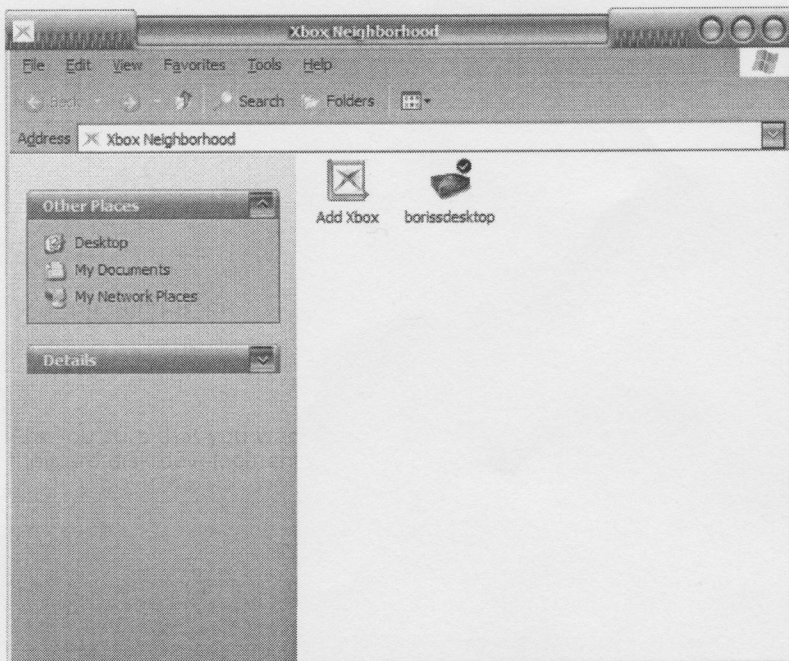 Xbox Neighborhood
File Edit View Favorites Tools Help
Back Search Folders
Address Xbox Neighborhood
Other Places
Desktop
My Documents
My Network Places
Details
Add Xbox
borissdesktop